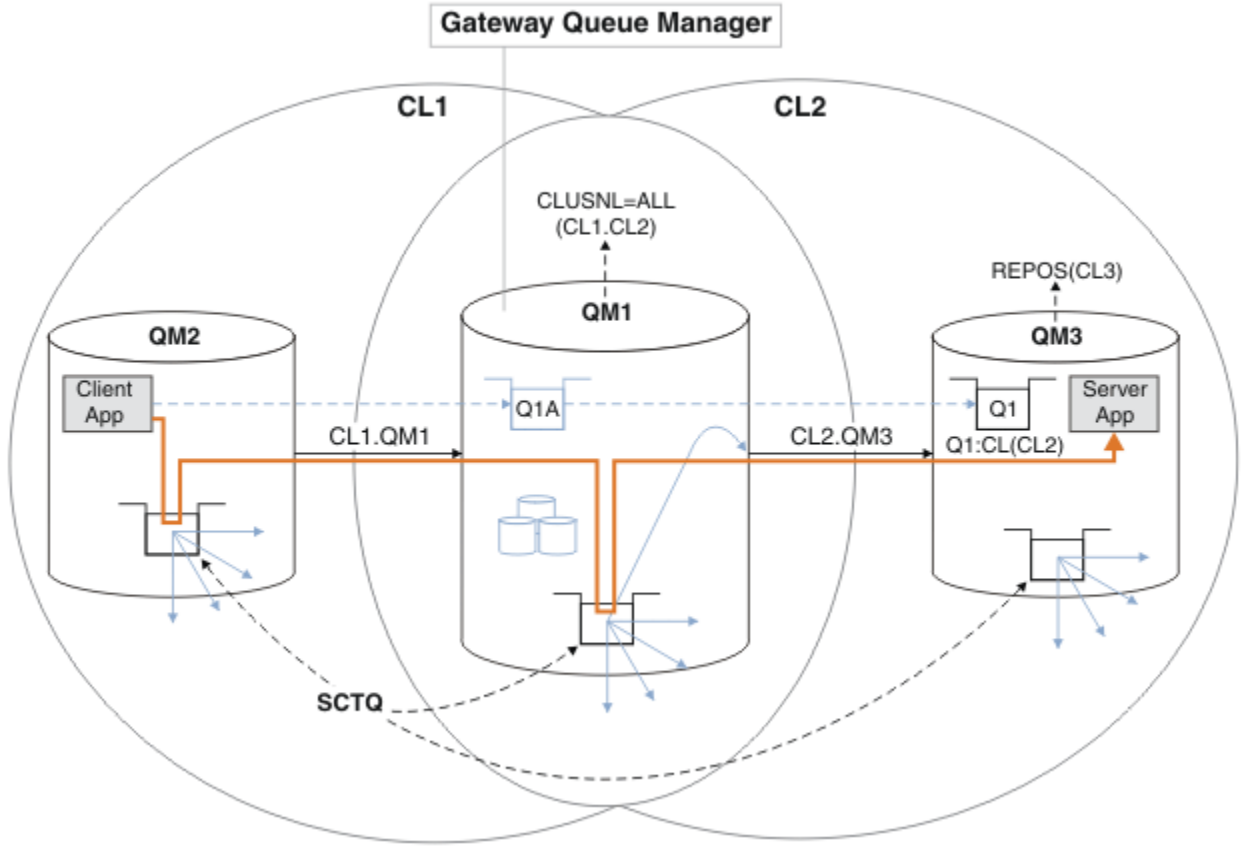 Gateway Queue Manager
CL1
CL2
CLUSNL=ALL
(CL1.CL2)
REPOS(CL3)
QM2
QM1
QM3
Client
App
Q1A
Q1
Server
App
CL1.QM1
CL2.QM3
Q1:CL(CL2)
SCTQ